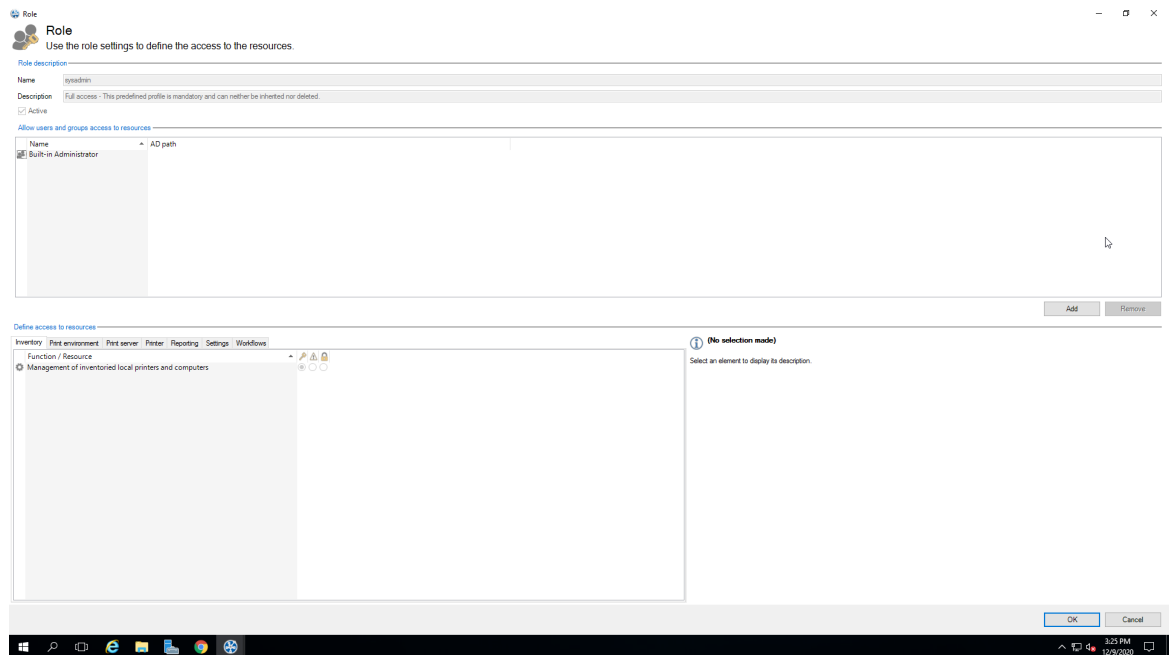 Role
Role
Use the role settings to define the access to the resources.
Role description
Name sysadmin
Description Full access - This predefined profile is mandatory and can neither be inherited nor deleted.
Active
Allow users and groups access to resources
Name AD path
Built-in Administrator
Add Remove
Define access to resources
Inventory Print environment Print server Printer Reporting Settings Workflows
Function / Resource
Management of inventoried local printers and computers
(No selection made)
Select an element to display its description.
OK Cancel
3:25 PM
12/9/2020